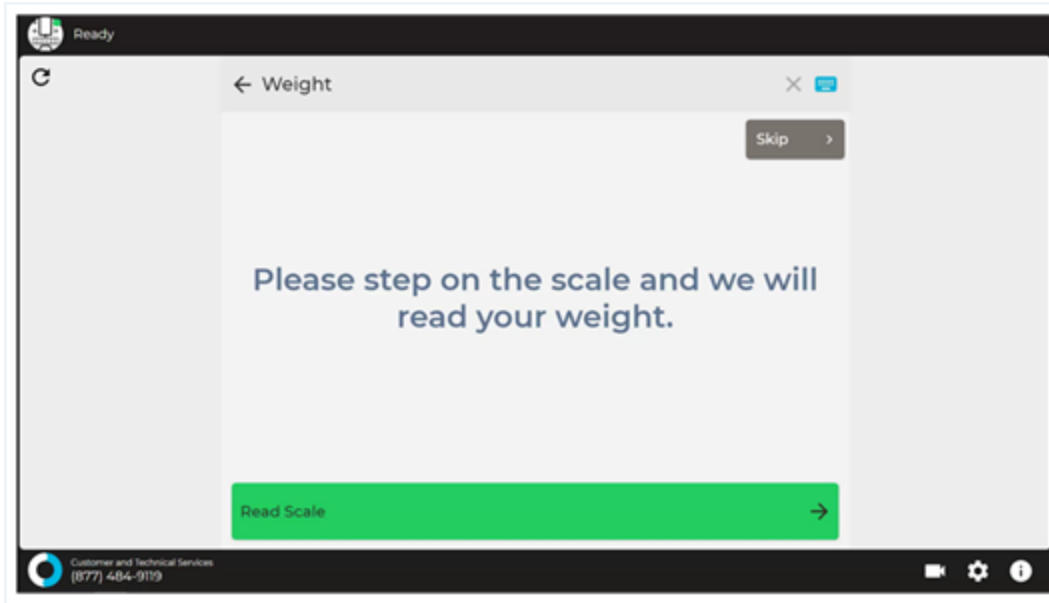 Ready
Weight
Skip
Please step on the scale and we will
read your weight.
Read Scale
Customer and Technical Services
(877) 484-9119